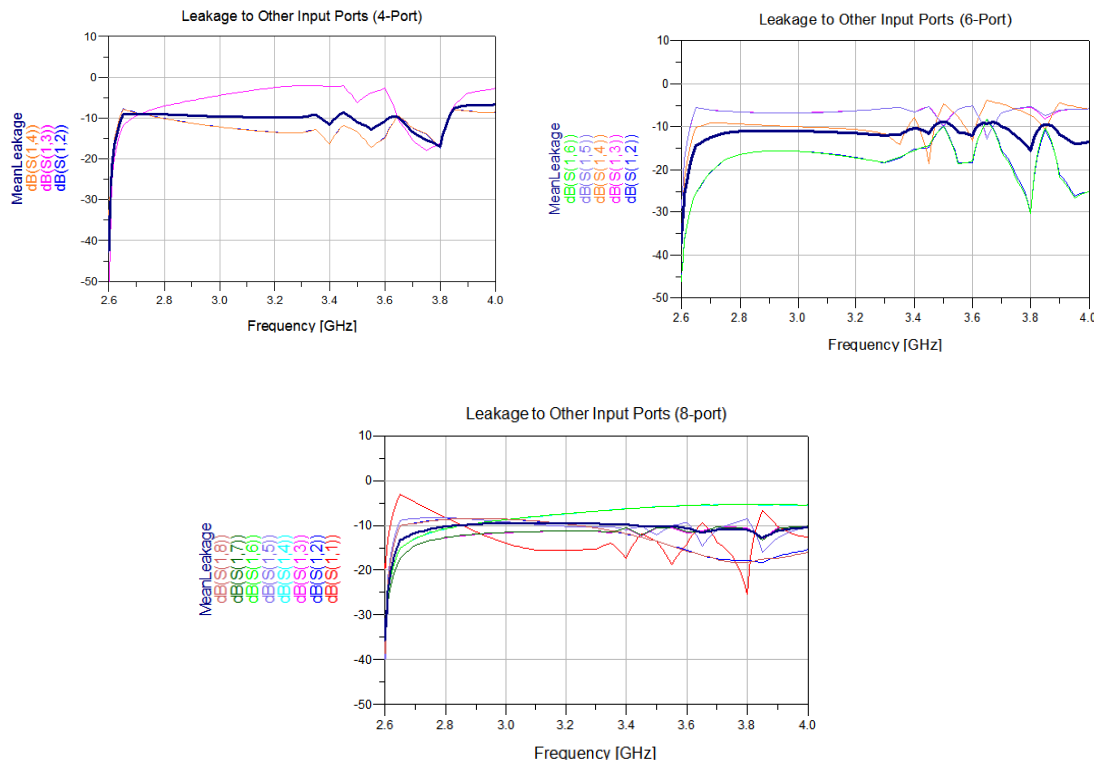 Leakage to Other Input Ports (4-Port)
MeanLeakage
dB(S(1,4))
dB(S(1,3))
dB(S(1,2))
10
0
-10
-20
-30
-40
-50
2.6
2.8
3.0
3.2
3.4
3.6
3.8
4.0
Frequency [GHz]
Leakage to Other Input Ports (6-Port)
MeanLeakage
dB(S(1,6))
dB(S(1,5))
dB(S(1,4))
dB(S(1,3))
dB(S(1,2))
10
0
-10
-20
-30
-40
-50
2.6
2.8
3.0
3.2
3.4
3.6
3.8
4.0
Frequency [GHz]
Leakage to Other Input Ports (8-port)
MeanLeakage
dB(S(1,8))
dB(S(1,7))
dB(S(1,6))
dB(S(1,5))
dB(S(1,4))
dB(S(1,3))
dB(S(1,2))
dB(S(1,1))
10
0
-10
-20
-30
-40
-50
2.6
2.8
3.0
3.2
3.4
3.6
3.8
4.0
Frequency [GHz]